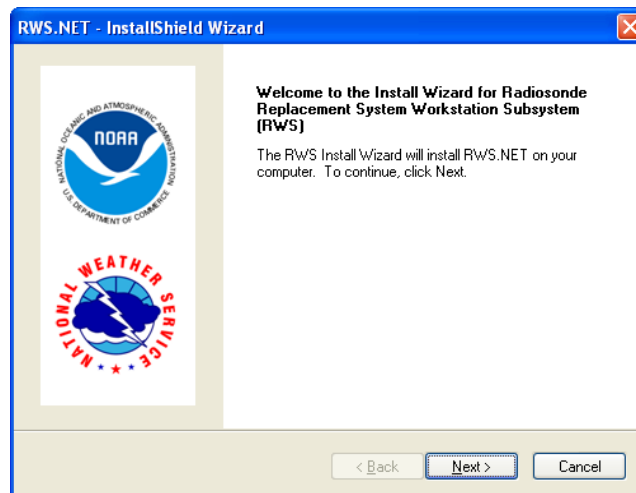 RWS.NET - InstallShield Wizard
NATIONAL OCEANIC AND ATMOSPHERIC ADMINISTRATION
NOAA
U.S. DEPARTMENT OF COMMERCE
NATIONAL WEATHER SERVICE
Welcome to the Install Wizard for Radiosonde
Replacement System Workstation Subsystem
(RWS)
The RWS Install Wizard will install RWS.NET on your
computer. To continue, click Next.
< Back
Next >
Cancel